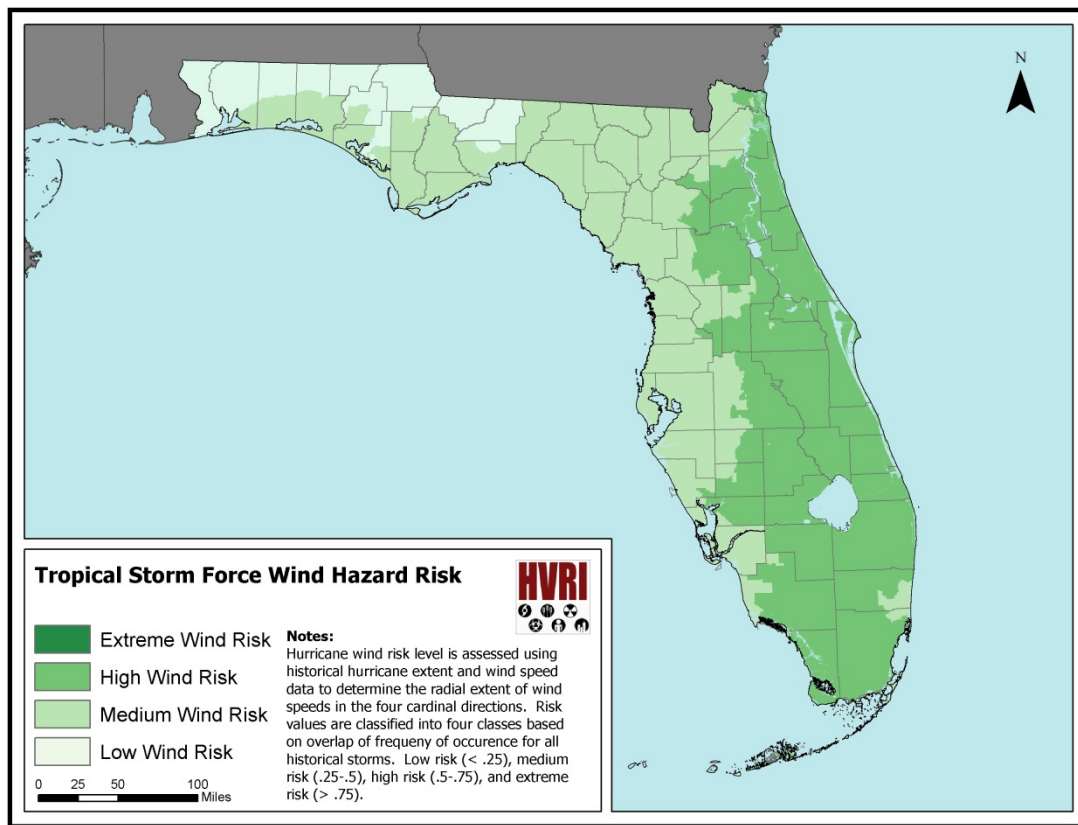 N
Tropical Storm Force Wind Hazard Risk
HVRI
Extreme Wind Risk
High Wind Risk
Medium Wind Risk
Low Wind Risk
0 25 50 100
Miles
Notes:
Hurricane wind risk level is assessed using
historical hurricane extent and wind speed
data to determine the radial extent of wind
speeds in the four cardinal directions. Risk
values are classified into four classes based
on overlap of frequeny of occurence for all
historical storms. Low risk (< .25), medium
risk (.25-.5), high risk (.5-.75), and extreme
risk (> .75).